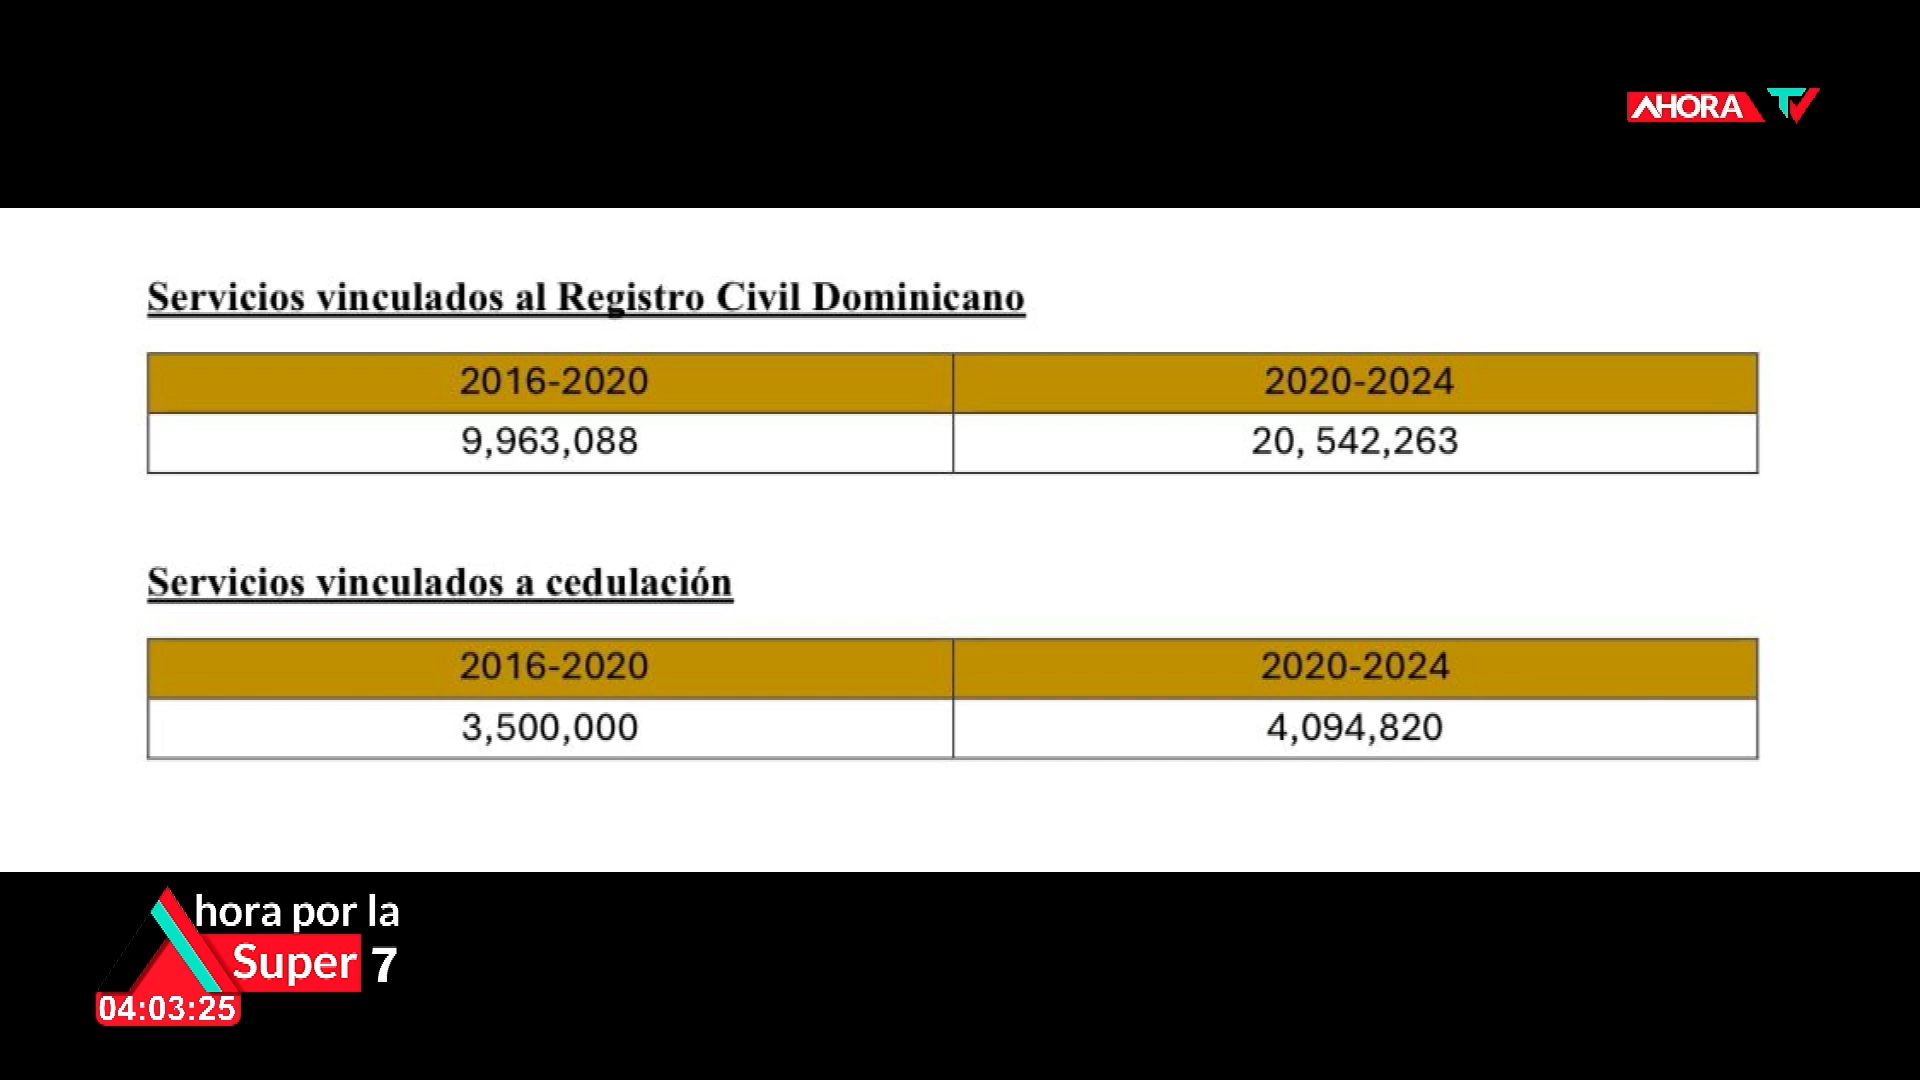 AHORA TV
Servicios vinculados al Registro Civil Dominicano
2016-2020 2020-2024
9,963,088 20, 542,263
Servicios vinculados a cedulación
2016-2020 2020-2024
3,500,000 4,094,820
Ahora por la
Super 7
04:03:25